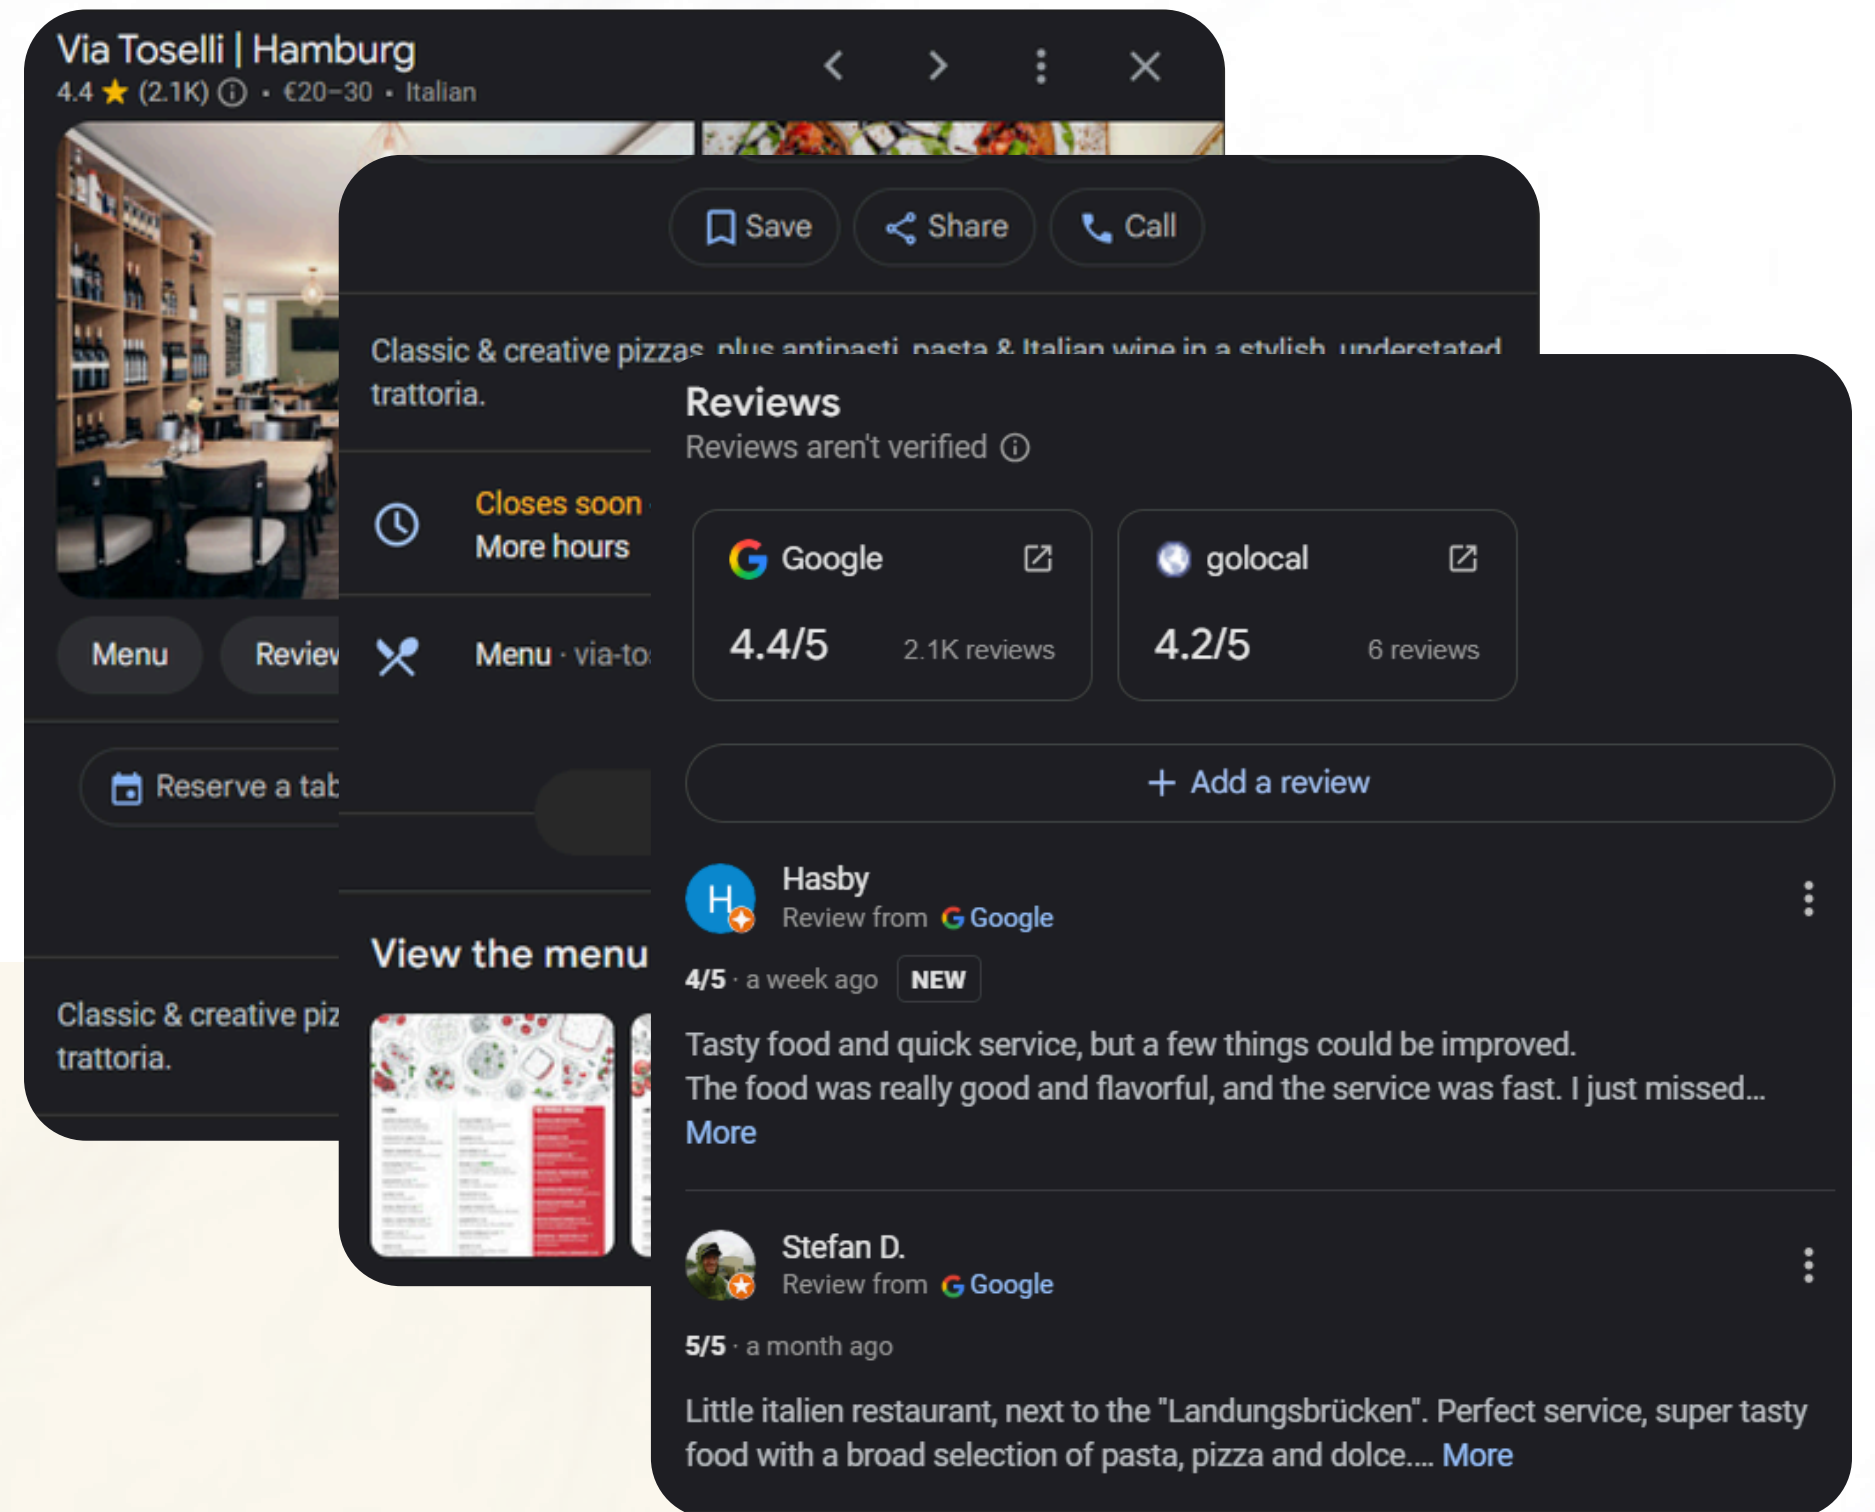 Via Toselli | Hamburg
4.4 ★ (2.1K) · €20–30 · Italian
Menu
Reserve a
Classic & creative
trattoria.
Save
Share
Call
Classic & creative pizzas, plus antipasti, pasta & Italian wine in a stylish, understated
trattoria.
Closes soon
More hours
Menu ·
View the menu
Reviews
Reviews aren't verified
Google
4.4/5 2.1K reviews
golocal
4.2/5 6 reviews
+ Add a review
H
Hasby
Review from Google
4/5 · a week ago NEW
Tasty food and quick service, but a few things could be improved.
The food was really good and flavorful, and the service was fast. I just missed...
More
Stefan D.
Review from Google
5/5 · a month ago
Little italien restaurant, next to the "Landungsbrücken". Perfect service, super tasty
food with a broad selection of pasta, pizza and dolce.... More